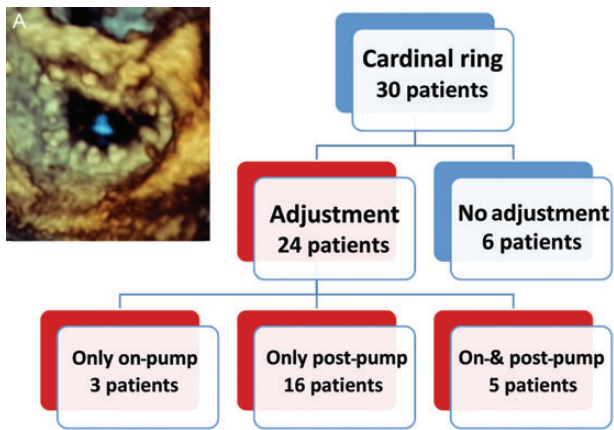 A
Cardinal ring
30 patients
Adjustment
24 patients
No adjustment
6 patients
Only on-pump
3 patients
Only post-pump
16 patients
On-& post-pump
5 patients